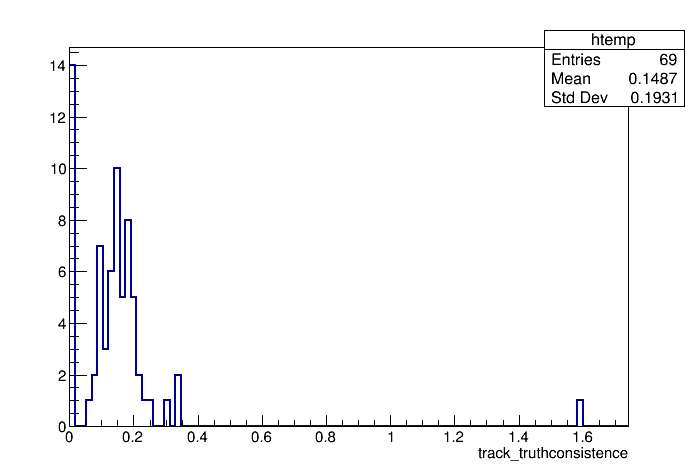 htemp
Entries 69
Mean 0.1487
Std Dev 0.1931
14
12
10
8
6
4
2
0
0 0.2 0.4 0.6 0.8 1 1.2 1.4 1.6
track_truthconsistence